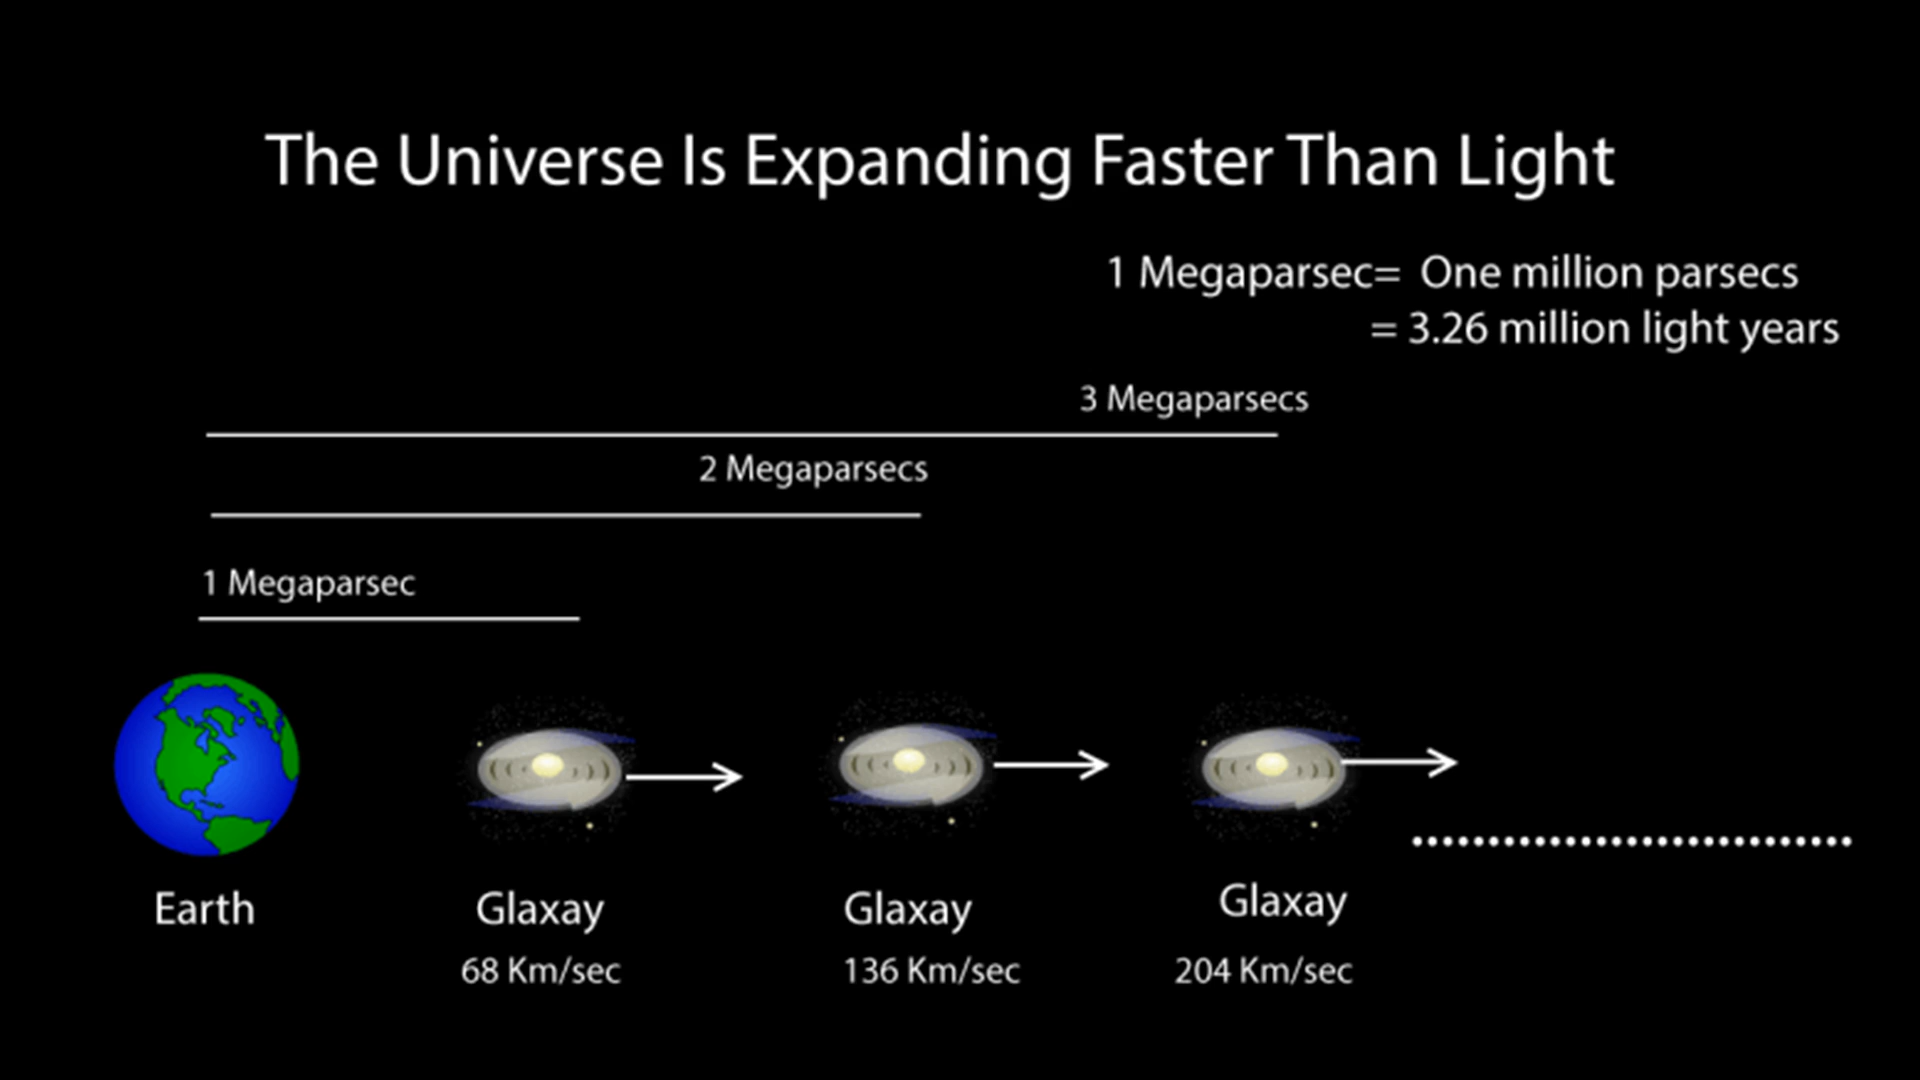 The Universe Is Expanding Faster Than Light
1 Megaparsec= One million parsecs
= 3.26 million light years
3 Megaparsecs
2 Megaparsecs
1 Megaparsec
Earth
Glaxay
Glaxay
Glaxay
68 Km/sec
136 Km/sec
204 Km/sec